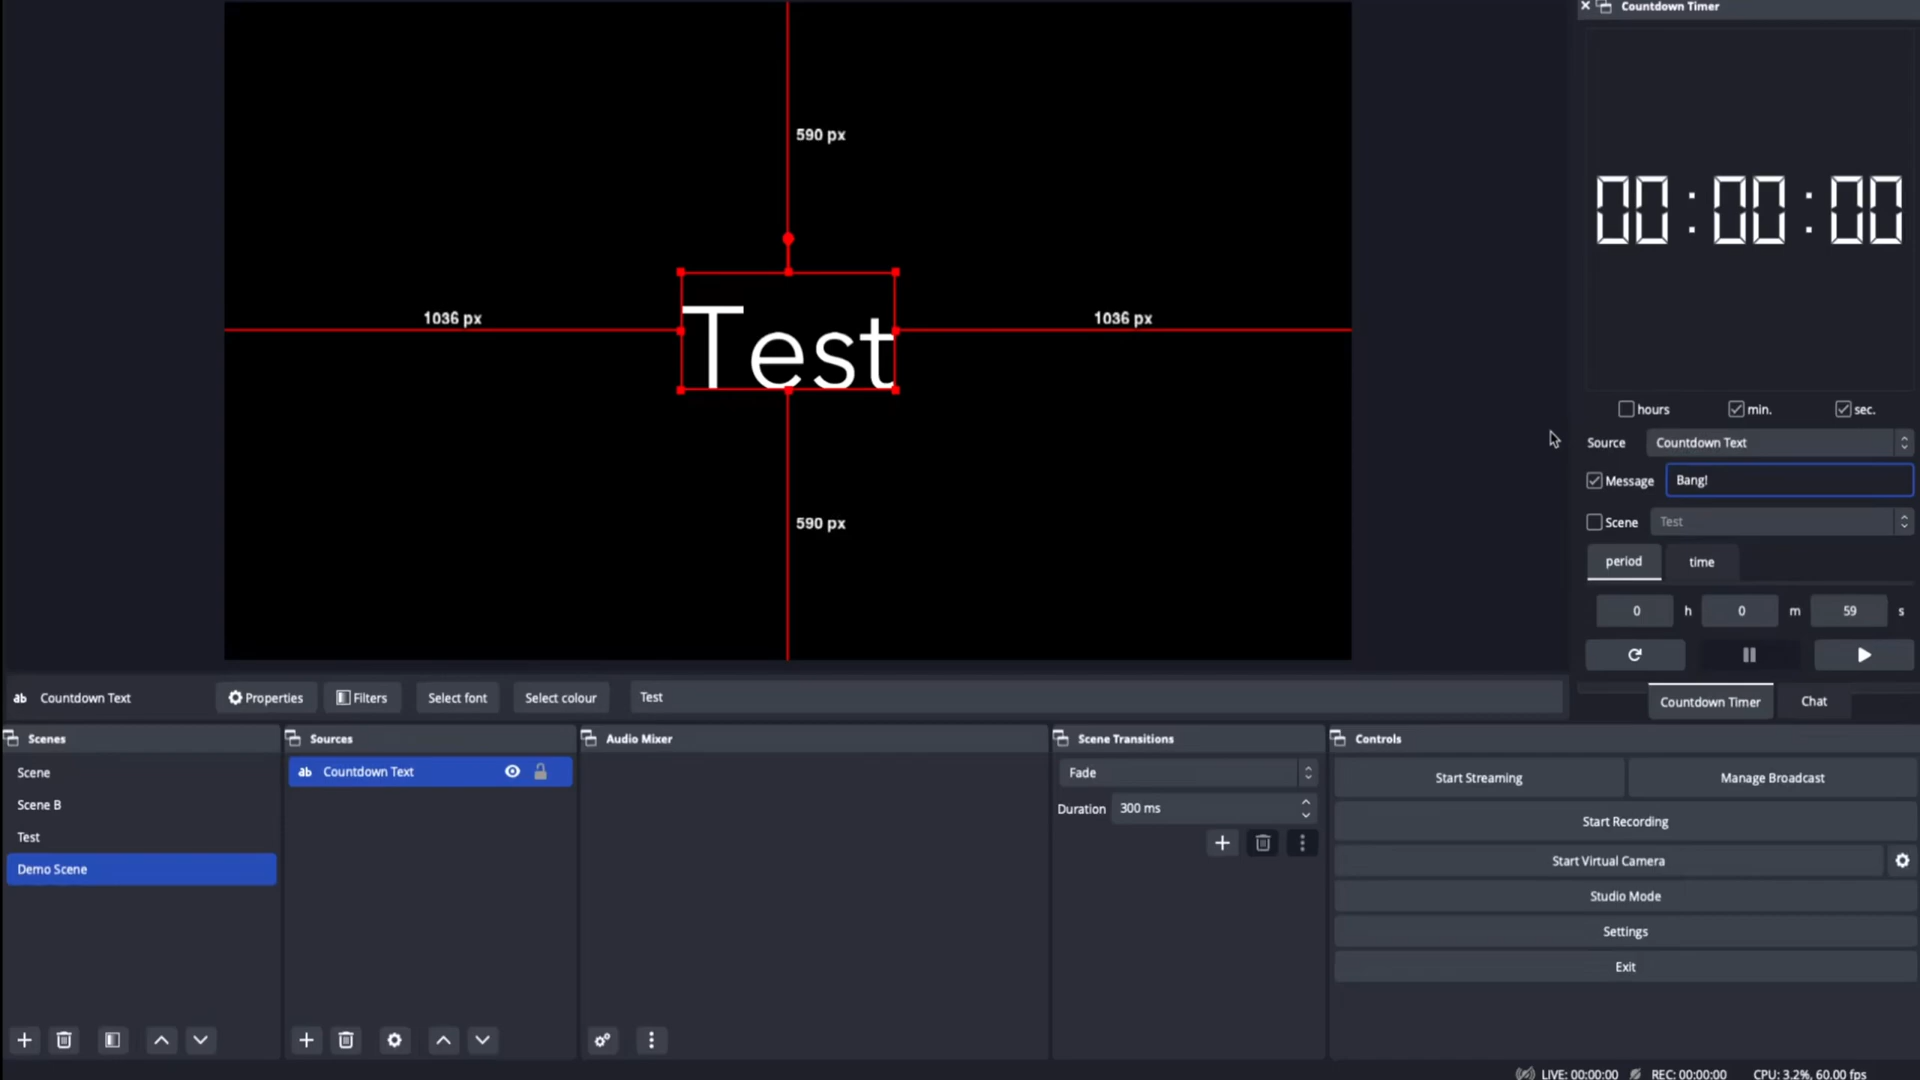 Countdown Timer
590 px
00:00:00
1036 px
1036 px
Test
hours
min.
sec.
Source
Countdown Text
Message
Bang!
590 px
Scene
Test
period
time
0 h 0 m 59 s
ab Countdown Text
Properties
Filters
Select font
Select colour
Test
Countdown Timer
Chat
Scenes
Scene
Scene B
Test
Demo Scene
Sources
ab Countdown Text
Audio Mixer
Scene Transitions
Fade
Duration 300 ms
Controls
Start Streaming
Manage Broadcast
Start Recording
Start Virtual Camera
Studio Mode
Settings
Exit
LIVE: 00:00:00
REC: 00:00:00
CPU: 3.2%, 60.00 fps